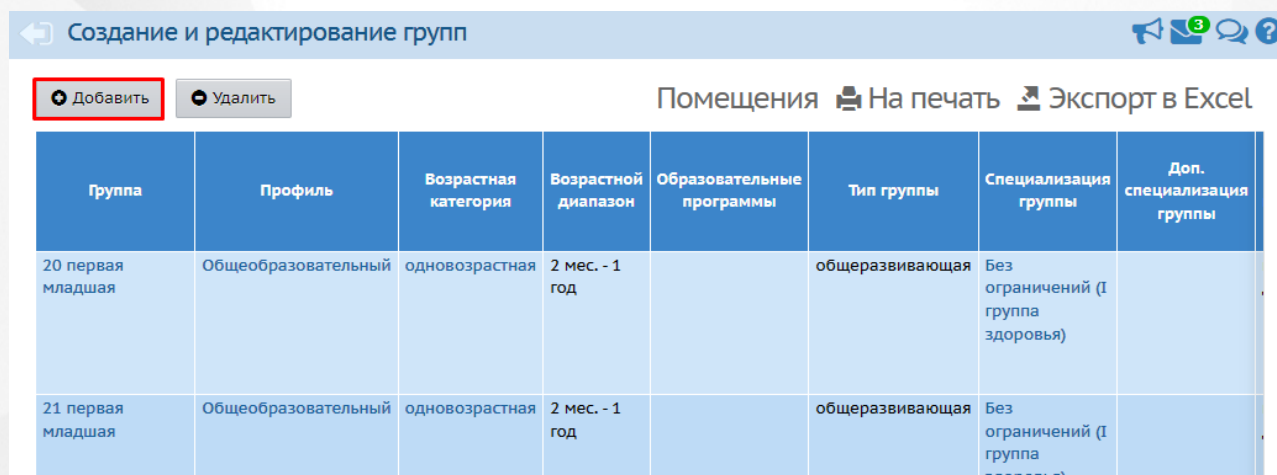 Создание и редактирование групп
3
?
Добавить
Удалить
Помещения
На печать
Экспорт в Excel
Группа
Профиль
Возрастная
категория
Возрастной
диапазон
Образовательные
программы
Тип группы
Специализация
группы
Доп.
специализация
группы
20 первая
младшая
Общеобразовательный
одновозрастная
2 мес. - 1
год
общеразвивающая
Без
ограничений (I
группа
здоровья)
21 первая
младшая
Общеобразовательный
одновозрастная
2 мес. - 1
год
общеразвивающая
Без
ограничений (I
группа